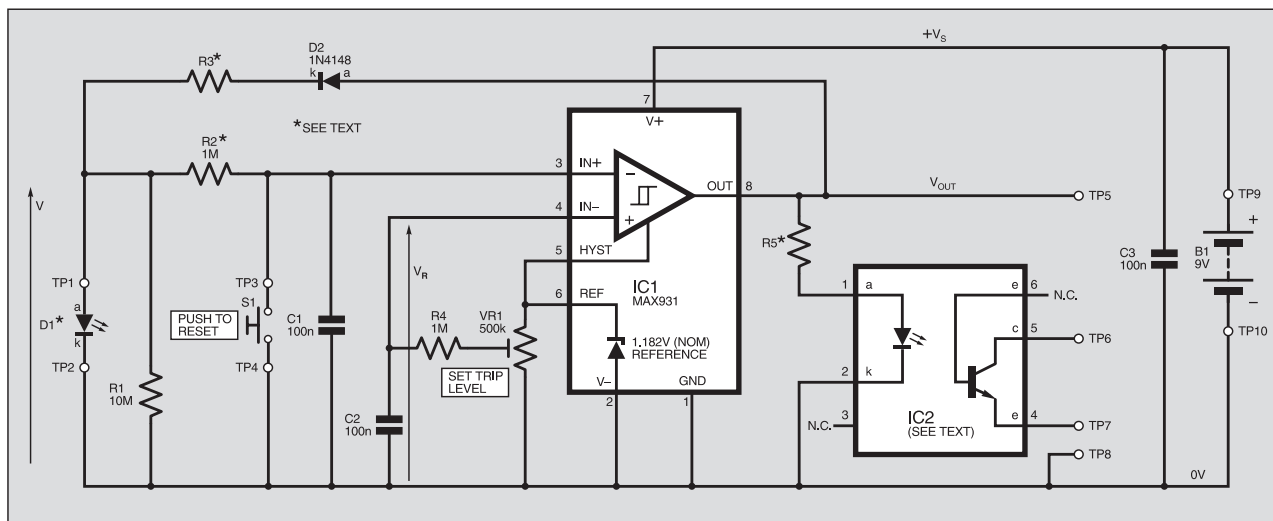 +VS
D2
1N4148
R3*
k a
7
V+
*SEE TEXT
R2*
1M
3 IN+
−
OUT 8
VOUT
TP5
TP9
V
4 IN−
+
R5*
+
5 HYST
VR
C3
100n
B1
9V
IC1
MAX931
TP1
TP3
6 REF
1 a
e 6
N.C.
−
a
S1
VR1
500k
R4
1M
D1*
PUSH TO
RESET
C1
100n
1.182V (NOM)
REFERENCE
c 5
TP6
TP10
k
TP2
TP4
SET TRIP
LEVEL
V−
GND
2 k
R1
10M
2
1
3
N.C.
IC2
(SEE TEXT)
e 4
TP7
C2
100n
TP8
0V